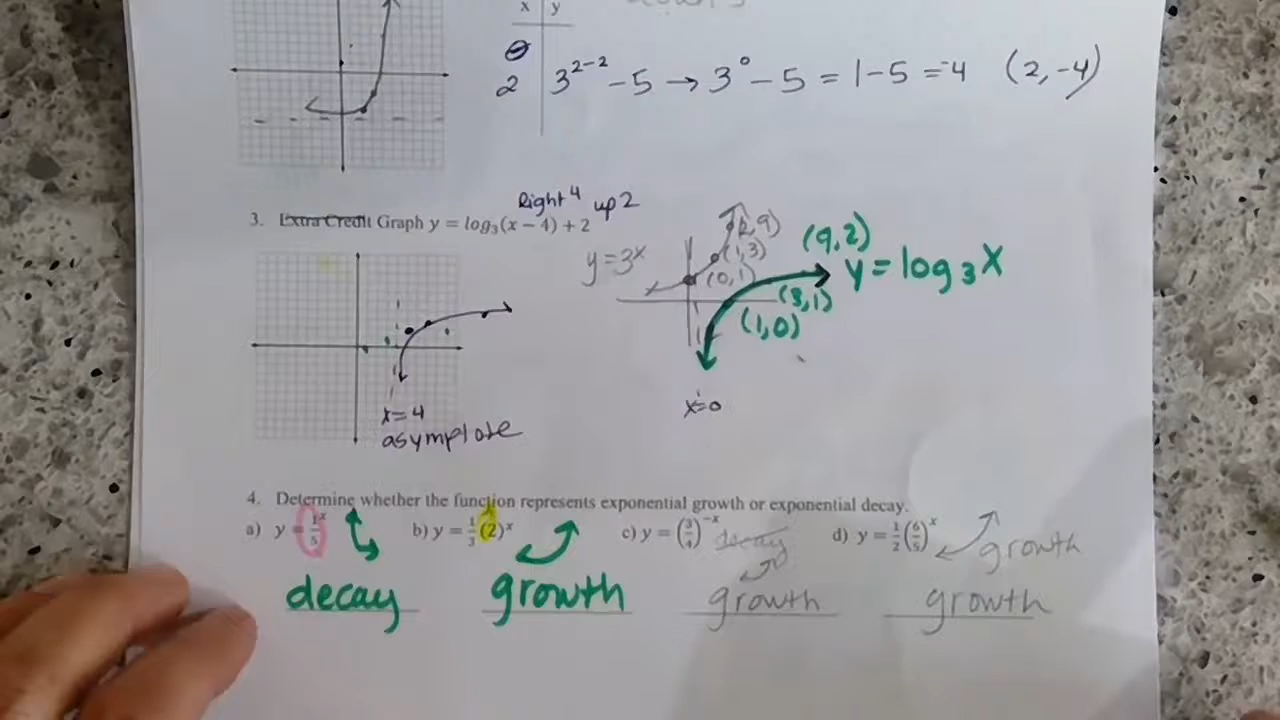 x y
0
2 3^{2-2} - 5 → 3^0 - 5 = 1 - 5 = -4 (2, -4)
Right 4 up 2
3. Extra Credit Graph y = log₃(x − 4) + 2
y = 3^x
(2, 9)
(1, 3)
(0, 1)
(9, 2)
y = log₃ x
(3, 1)
(1, 0)
x = 0
x = 4
asymptote
4. Determine whether the function represents exponential growth or exponential decay.
a) y = 1/5^x b) y = 1/3 (2)^x c) y = (3/4)^{-x} decay d) y = 1/2 (6/5)^x growth
decay growth growth growth